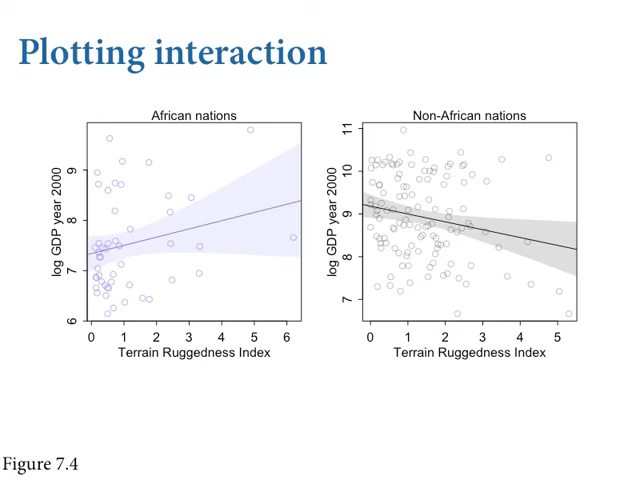 Plotting interaction
African nations
log GDP year 2000
6 7 8 9
0 1 2 3 4 5 6
Terrain Ruggedness Index
Non-African nations
log GDP year 2000
7 8 9 10 11
0 1 2 3 4 5
Terrain Ruggedness Index
Figure 7.4